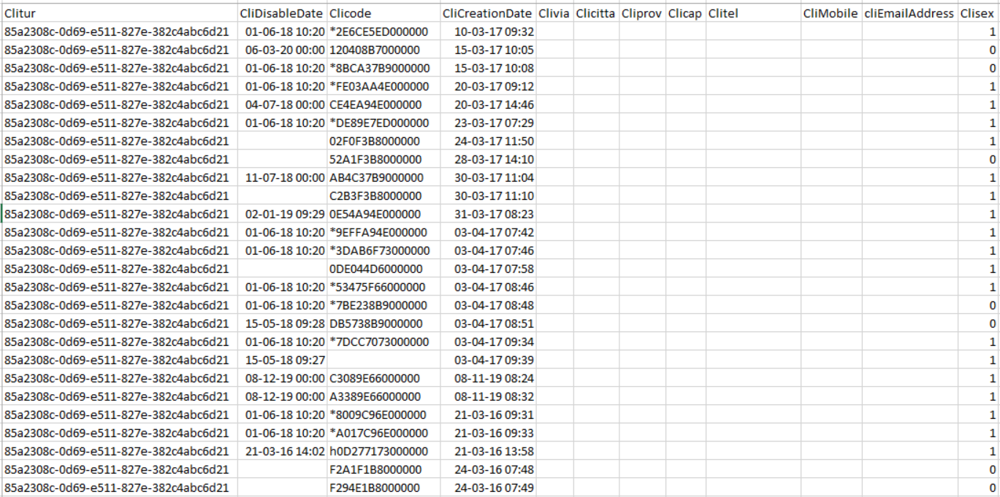 Clitur CliDisableDate Clicode CliCreationDate Clivia Clicitta Cliprov Clicap Clitel CliMobile cliEmailAddress Clisex
85a2308c-0d69-e511-827e-382c4abc6d21 01-06-18 10:20 *2E6CE5ED000000 10-03-17 09:32 1
85a2308c-0d69-e511-827e-382c4abc6d21 06-03-20 00:00 120408B7000000 15-03-17 10:05 0
85a2308c-0d69-e511-827e-382c4abc6d21 01-06-18 10:20 *8BCA37B9000000 15-03-17 10:08 0
85a2308c-0d69-e511-827e-382c4abc6d21 01-06-18 10:20 *FE03AA4E000000 20-03-17 09:12 1
85a2308c-0d69-e511-827e-382c4abc6d21 04-07-18 00:00 CE4EA94E000000 20-03-17 14:46 1
85a2308c-0d69-e511-827e-382c4abc6d21 01-06-18 10:20 *DE89E7ED000000 23-03-17 07:29 1
85a2308c-0d69-e511-827e-382c4abc6d21 02F0F3B8000000 24-03-17 11:50 1
85a2308c-0d69-e511-827e-382c4abc6d21 52A1F3B8000000 28-03-17 14:10 0
85a2308c-0d69-e511-827e-382c4abc6d21 11-07-18 00:00 AB4C37B9000000 30-03-17 11:04 1
85a2308c-0d69-e511-827e-382c4abc6d21 C2B3F3B8000000 30-03-17 11:10 1
85a2308c-0d69-e511-827e-382c4abc6d21 02-01-19 09:29 0E54A94E000000 31-03-17 08:23 1
85a2308c-0d69-e511-827e-382c4abc6d21 01-06-18 10:20 *9EFFA94E000000 03-04-17 07:42 1
85a2308c-0d69-e511-827e-382c4abc6d21 01-06-18 10:20 *3DAB6F73000000 03-04-17 07:46 1
85a2308c-0d69-e511-827e-382c4abc6d21 0DE044D6000000 03-04-17 07:58 1
85a2308c-0d69-e511-827e-382c4abc6d21 01-06-18 10:20 *53475F66000000 03-04-17 08:46 1
85a2308c-0d69-e511-827e-382c4abc6d21 01-06-18 10:20 *7BE238B9000000 03-04-17 08:48 0
85a2308c-0d69-e511-827e-382c4abc6d21 15-05-18 09:28 DB5738B9000000 03-04-17 08:51 0
85a2308c-0d69-e511-827e-382c4abc6d21 01-06-18 10:20 *7DCC7073000000 03-04-17 09:34 1
85a2308c-0d69-e511-827e-382c4abc6d21 15-05-18 09:27 03-04-17 09:39 1
85a2308c-0d69-e511-827e-382c4abc6d21 08-12-19 00:00 C3089E66000000 08-11-19 08:24 1
85a2308c-0d69-e511-827e-382c4abc6d21 08-12-19 00:00 A3389E66000000 08-11-19 08:32 1
85a2308c-0d69-e511-827e-382c4abc6d21 01-06-18 10:20 *8009C96E000000 21-03-16 09:31 1
85a2308c-0d69-e511-827e-382c4abc6d21 01-06-18 10:20 *A017C96E000000 21-03-16 09:33 1
85a2308c-0d69-e511-827e-382c4abc6d21 21-03-16 14:02 h0D277173000000 21-03-16 13:58 1
85a2308c-0d69-e511-827e-382c4abc6d21 F2A1F1B8000000 24-03-16 07:48 0
85a2308c-0d69-e511-827e-382c4abc6d21 F294E1B8000000 24-03-16 07:49 0